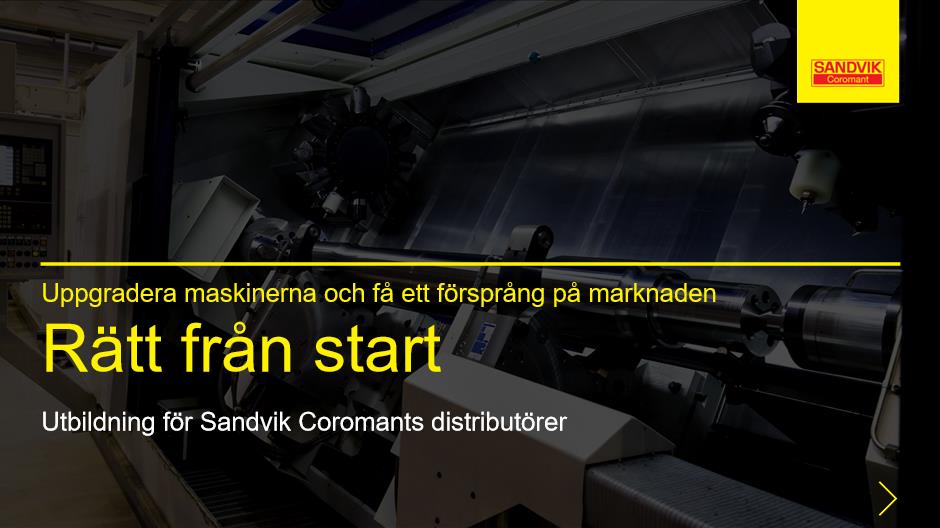 SANDVIK
Coromant
Uppgradera maskinerna och få ett försprång på marknaden
Rätt från start
Utbildning för Sandvik Coromants distributörer